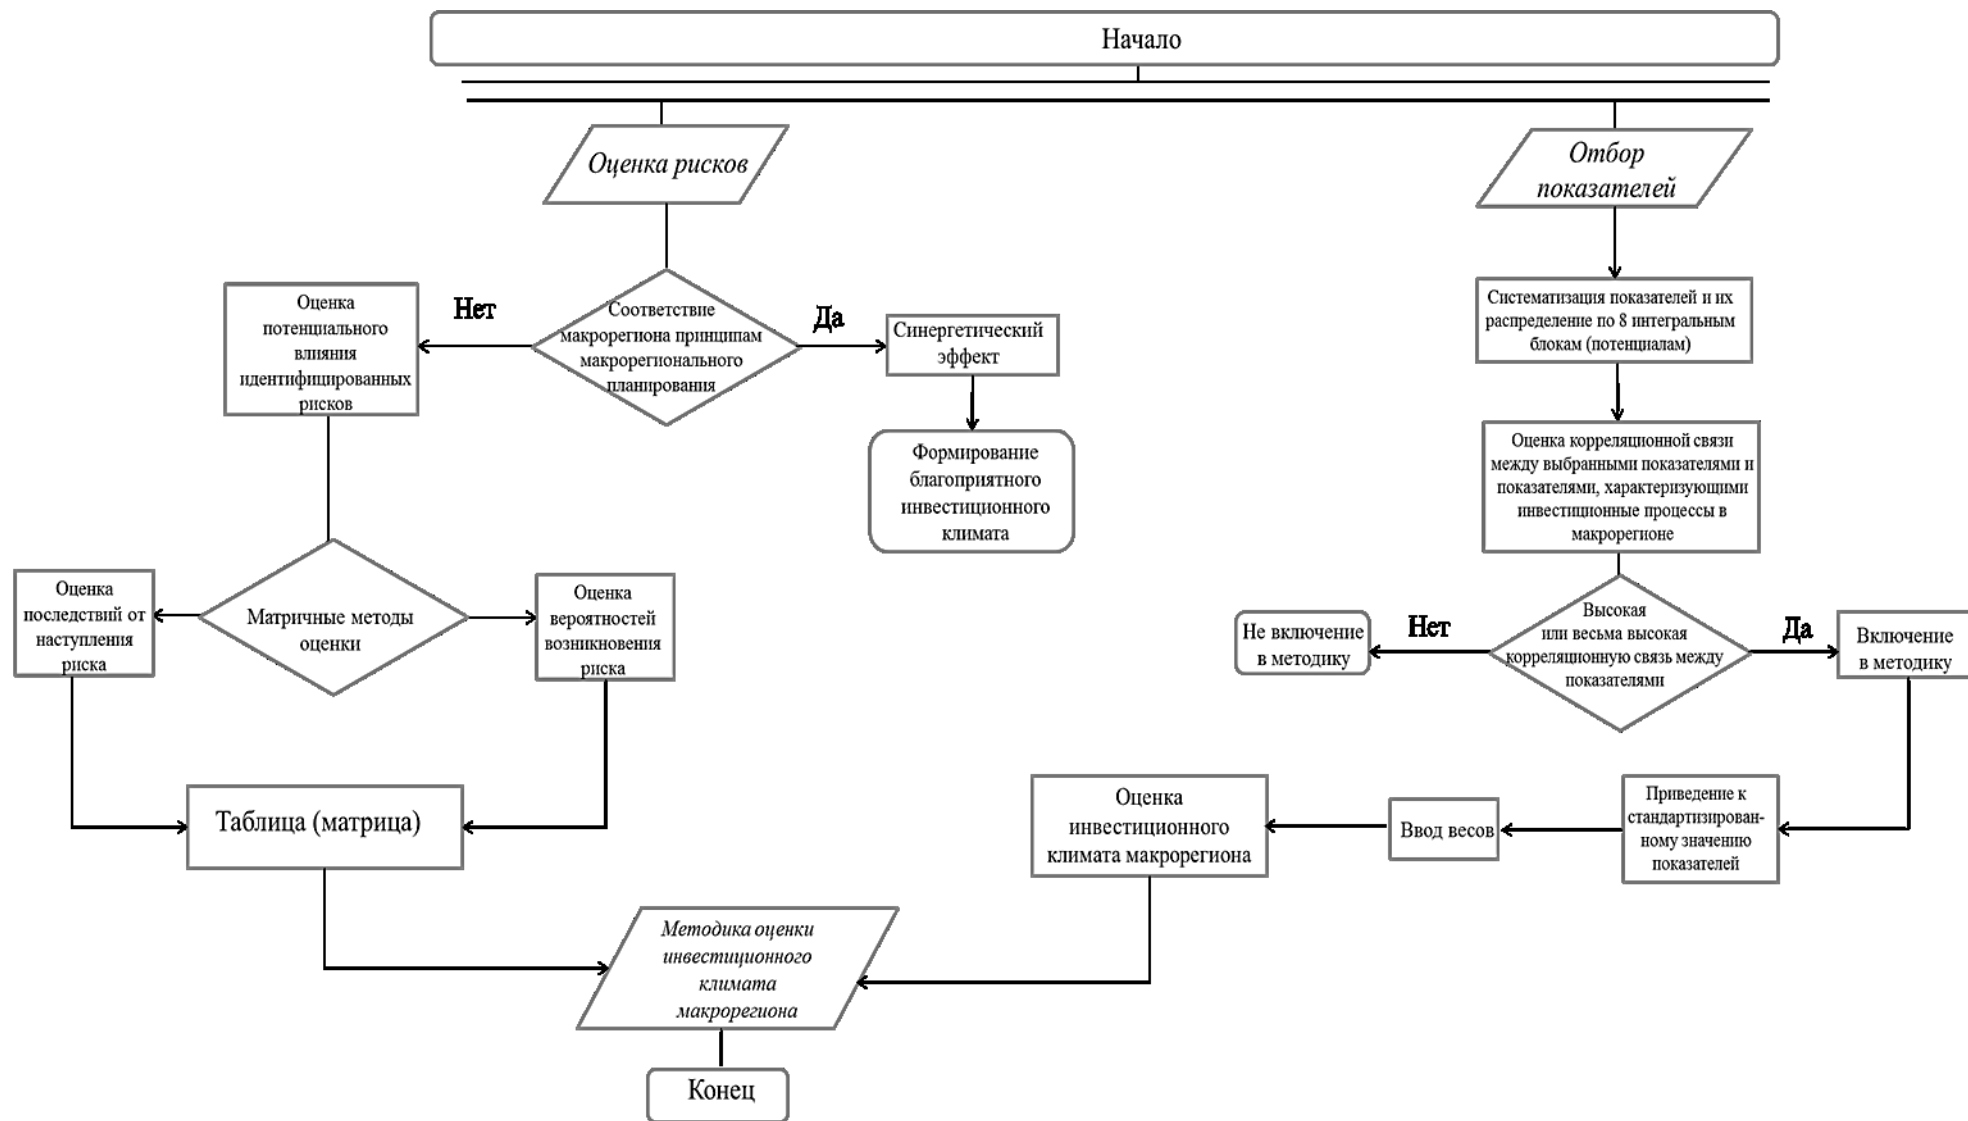 Начало
Оценка рисков
Отбор
показателей
Оценка
потенциального
влияния
идентифицированных
рисков
Нет
Соответствие
макрорегиона принципам
макрорегионального
планирования
Да
Синергетический
эффект
Формирование
благоприятного
инвестиционного
климата
Систематизация показателей и их
распределение по 8 интегральным
блокам (потенциалам)
Оценка корреляционной связи
между выбранными показателями и
показателями, характеризующими
инвестиционные процессы в
макрорегионе
Оценка
последствий от
наступления
риска
Матричные методы
оценки
Оценка
вероятностей
возникновения
риска
Не включение
в методику
Нет
Высокая
или весьма высокая
корреляционную связь между
показателями
Да
Включение
в методику
Таблица (матрица)
Оценка
инвестиционного
климата макрорегиона
Ввод весов
Приведение к
стандартизирован-
ному значению
показателей
Методика оценки
инвестиционного
климата
макрорегиона
Конец